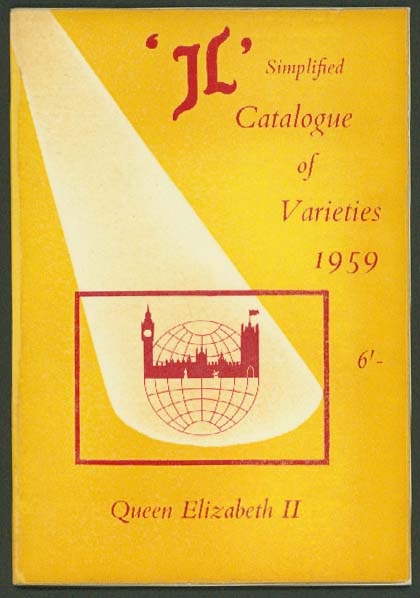 'JL' Simplified
Catalogue
of
Varieties
1959
6'-
Queen Elizabeth II